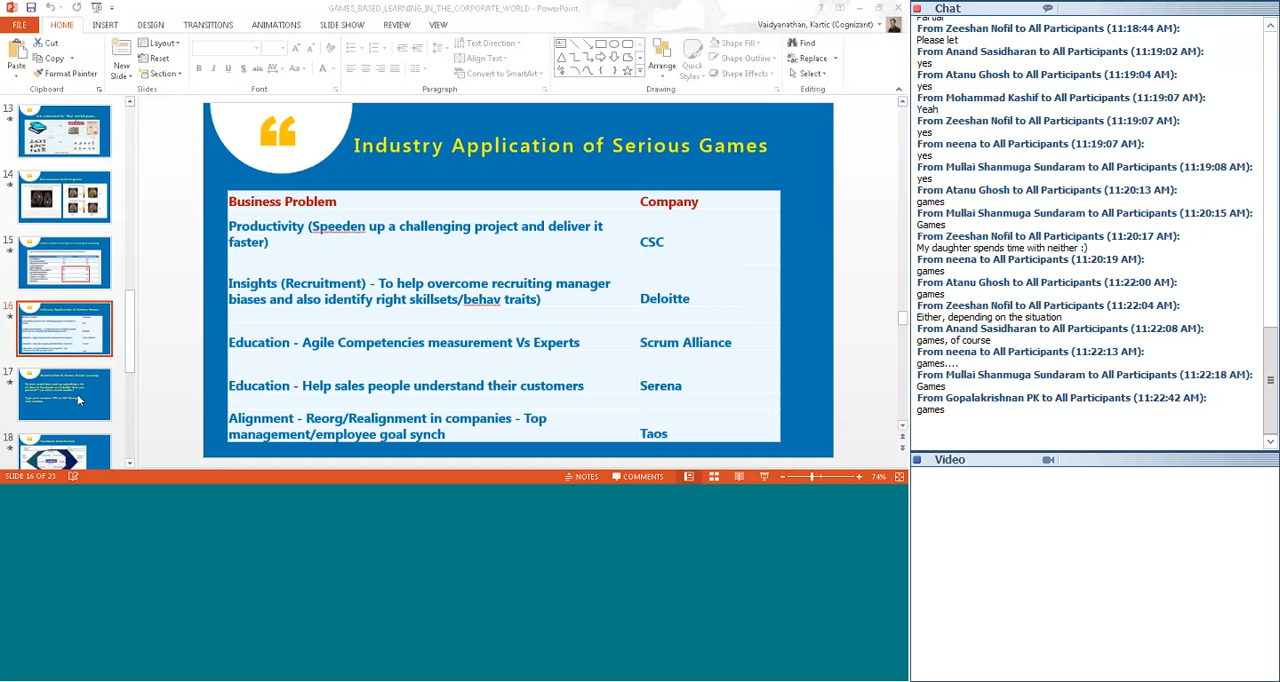 GAMES_BASED_LEARNING_IN_THE_CORPORATE_WORLD - PowerPoint
FILE HOME INSERT DESIGN TRANSITIONS ANIMATIONS SLIDE SHOW REVIEW VIEW
Vaidyanathan, Kartic (Cognizant)
Paste
Cut
Copy
Format Painter
Clipboard
New
Slide
Layout
Reset
Section
Slides
Font
Text Direction
Align Text
Convert to SmartArt
Paragraph
Arrange
Quick
Styles
Shape Fill
Shape Outline
Shape Effects
Drawing
Find
Replace
Select
Editing
13
14
15
16
17
18
“
Industry Application of Serious Games
Business Problem Company
Productivity (Speeden up a challenging project and deliver it
faster) CSC
Insights (Recruitment) - To help overcome recruiting manager
biases and also identify right skillsets/behav traits) Deloitte
Education - Agile Competencies measurement Vs Experts Scrum Alliance
Education - Help sales people understand their customers Serena
Alignment - Reorg/Realignment in companies - Top
management/employee goal synch Taos
SLIDE 16 OF 23
NOTES COMMENTS 74%
Chat
Partial
From Zeeshan Nofil to All Participants (11:18:44 AM):
Please let
From Anand Sasidharan to All Participants (11:19:02 AM):
yes
From Atanu Ghosh to All Participants (11:19:04 AM):
yes
From Mohammad Kashif to All Participants (11:19:07 AM):
Yeah
From Zeeshan Nofil to All Participants (11:19:07 AM):
yes
From neena to All Participants (11:19:07 AM):
yes
From Mullai Shanmuga Sundaram to All Participants (11:19:08 AM):
yes
From Atanu Ghosh to All Participants (11:20:13 AM):
games
From Mullai Shanmuga Sundaram to All Participants (11:20:15 AM):
Games
From Zeeshan Nofil to All Participants (11:20:17 AM):
My daughter spends time with neither :)
From neena to All Participants (11:20:19 AM):
games
From Atanu Ghosh to All Participants (11:22:00 AM):
games
From Zeeshan Nofil to All Participants (11:22:04 AM):
Either, depending on the situation
From Anand Sasidharan to All Participants (11:22:08 AM):
games, of course
From neena to All Participants (11:22:13 AM):
games....
From Mullai Shanmuga Sundaram to All Participants (11:22:18 AM):
Games
From Gopalakrishnan PK to All Participants (11:22:42 AM):
games
Video